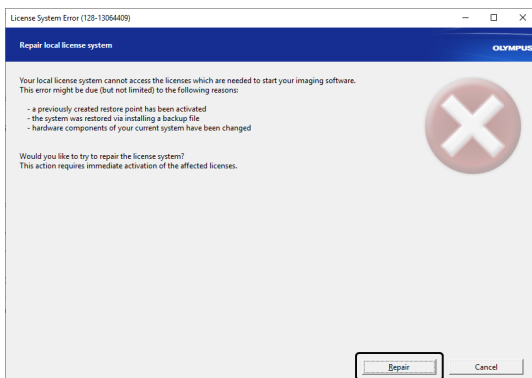 License System Error (128-13064409)
Repair local license system
OLYMPUS
Your local license system cannot access the licenses which are needed to start your imaging software.
This error might be due (but not limited) to the following reasons:
- a previously created restore point has been activated
- the system was restored via installing a backup file
- hardware components of your current system have been changed
Would you like to try to repair the license system?
This action requires immediate activation of the affected licenses.
Repair
Cancel